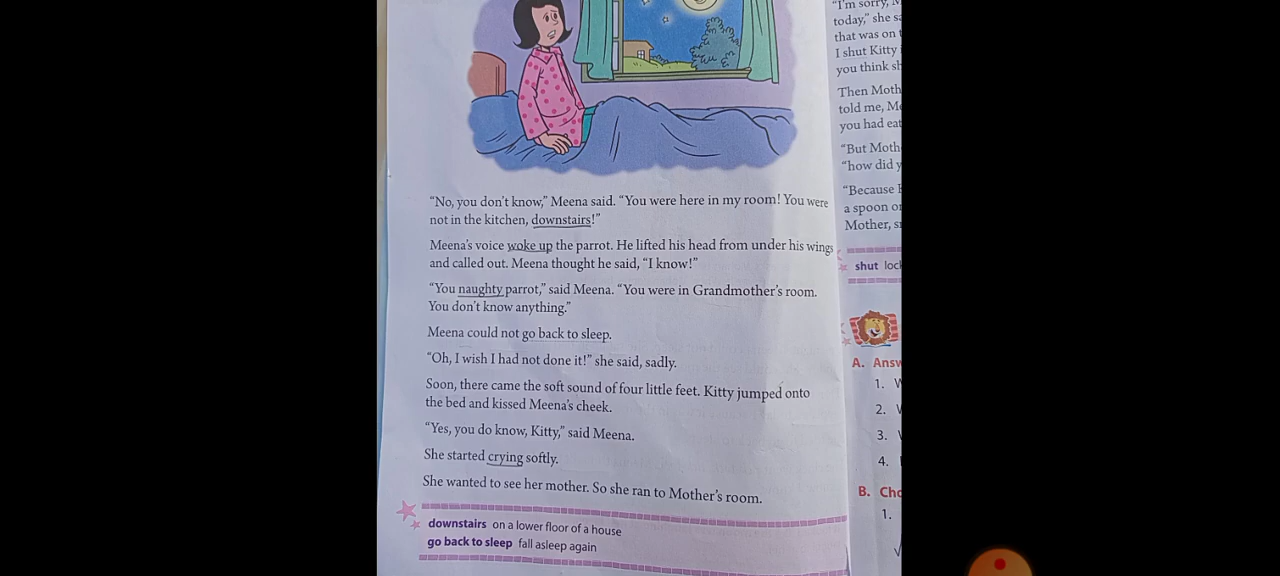 "No, you don't know," Meena said. "You were here in my room! You were
not in the kitchen, downstairs!"
Meena's voice woke up the parrot. He lifted his head from under his wings
and called out. Meena thought he said, "I know!"
"You naughty parrot," said Meena. "You were in Grandmother's room.
You don't know anything."
Meena could not go back to sleep.
"Oh, I wish I had not done it!" she said, sadly.
Soon, there came the soft sound of four little feet. Kitty jumped onto
the bed and kissed Meena's cheek.
"Yes, you do know, Kitty," said Meena.
She started crying softly.
She wanted to see her mother. So she ran to Mother's room.
downstairs on a lower floor of a house
go back to sleep fall asleep again
"I'm sorry,
today," she
that was on
I shut Kitty
you think
Then
told me,
you had
"But
"how did
"Because
a spoon
Mother,
shut
A.
1.
2.
3.
4.
B.
1.